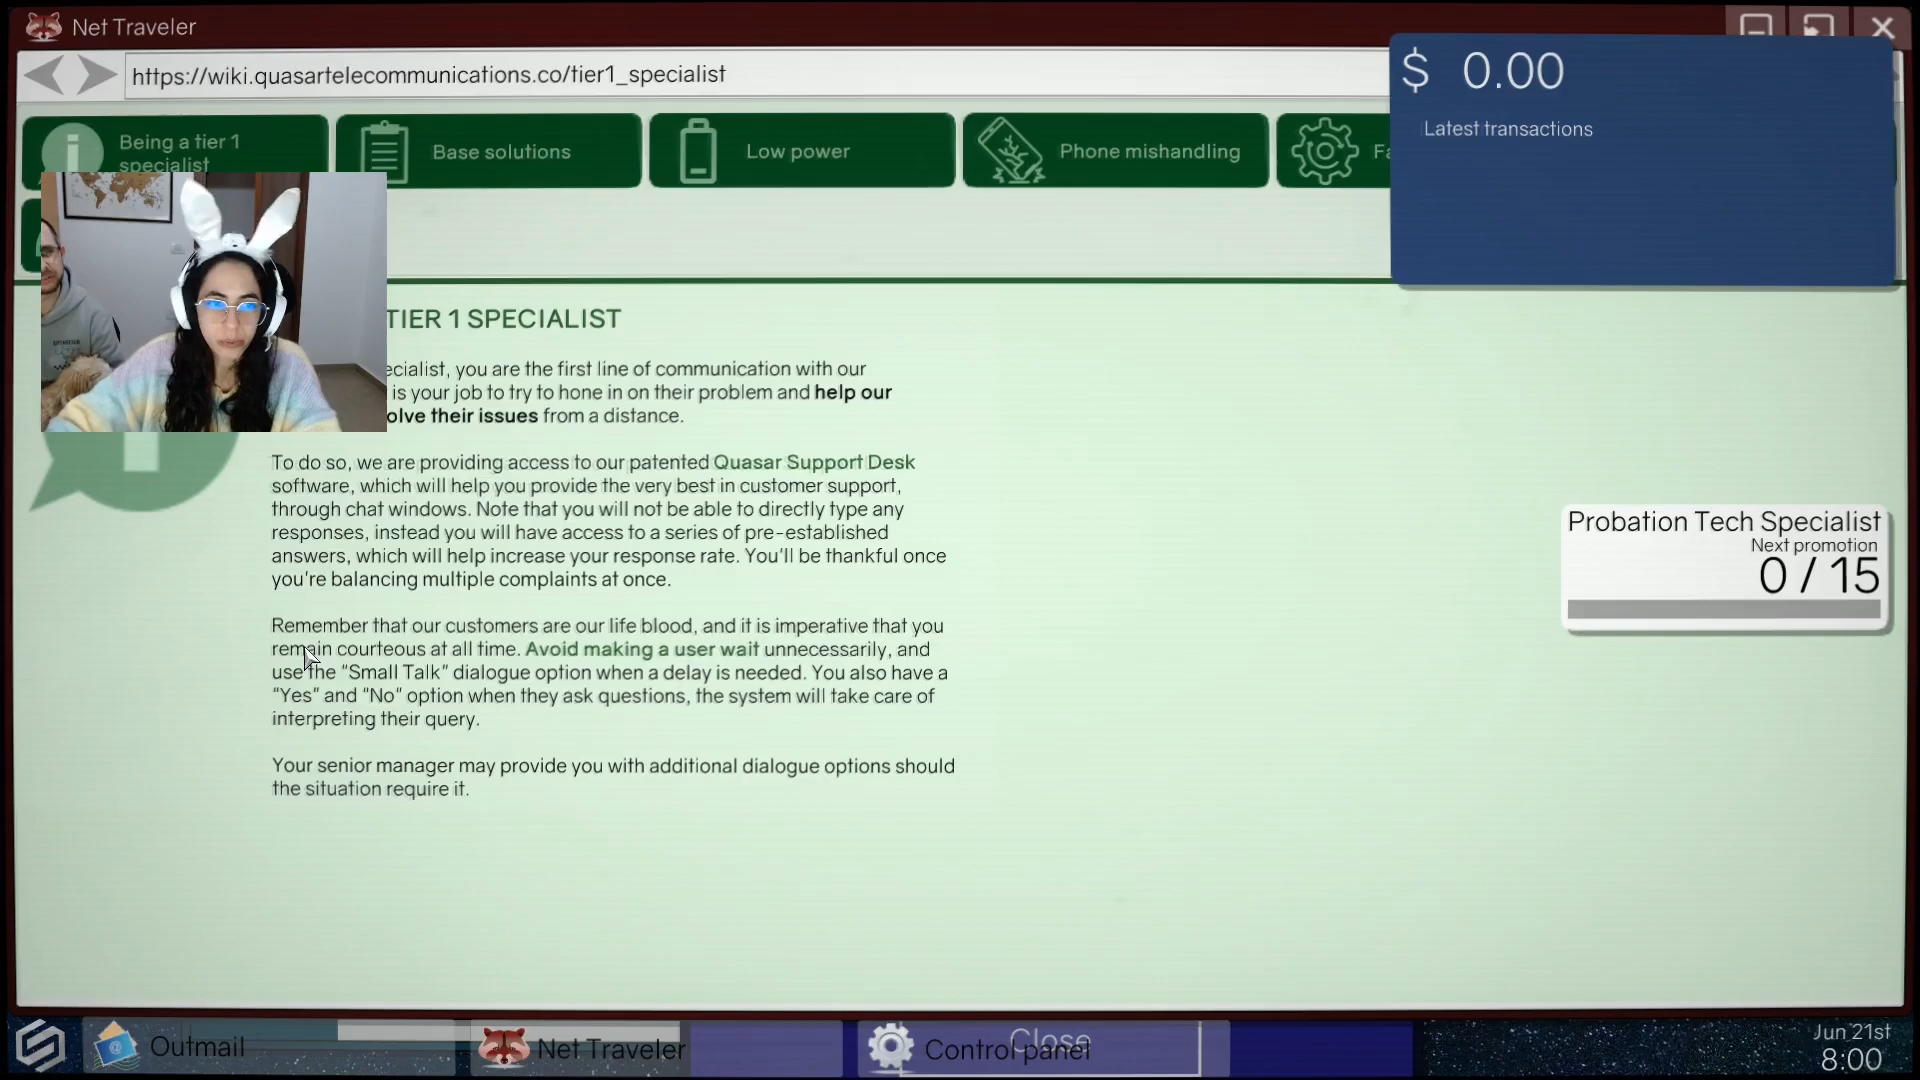 Net Traveler
https://wiki.quasartelecommunications.co/tier1_specialist
$ 0.00
Latest transactions
Being a tier 1
specialist
Base solutions
Low power
Phone mishandling
TIER 1 SPECIALIST
you are the first line of communication with our
is your job to try to hone in on their problem and help our
their issues from a distance.
To do so, we are providing access to our patented Quasar Support Desk
software, which will help you provide the very best in customer support,
through chat windows. Note that you will not be able to directly type any
responses, instead you will have access to a series of pre-established
answers, which will help increase your response rate. You'll be thankful once
you're balancing multiple complaints at once.
Remember that our customers are our life blood, and it is imperative that you
remain courteous at all time. Avoid making a user wait unnecessarily, and
use the "Small Talk" dialogue option when a delay is needed. You also have a
"Yes" and "No" option when they ask questions, the system will take care of
interpreting their query.
Your senior manager may provide you with additional dialogue options should
the situation require it.
Probation Tech Specialist
Next promotion
0 / 15
Outmail
Net Traveler
Control panel
Close
Jun 21st
8:00